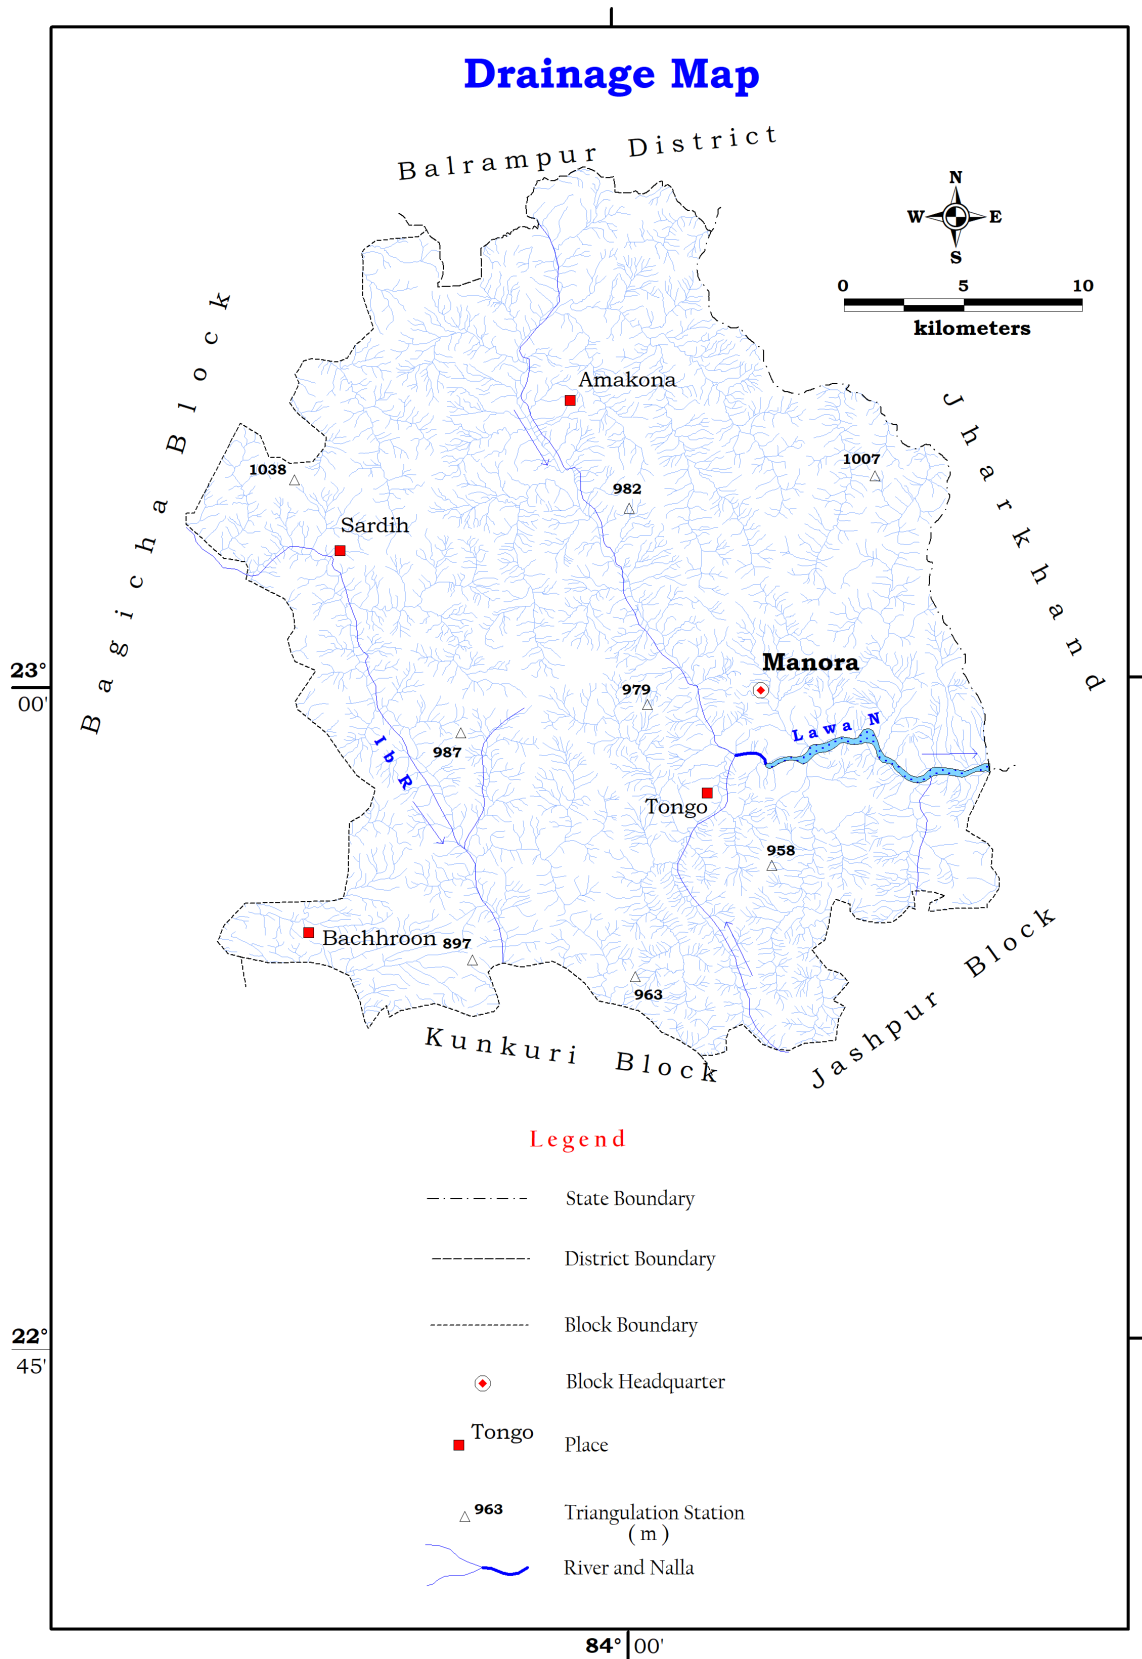 Drainage Map
Balrampur District
N
W E
S
0 5 10
kilometers
Bagicha Block
Jharkhand
Amakona
1038
1007
982
Sardih
Manora
23°
00'
979
987
Lawa N
Ib R
Tongo
958
Bachhroon
897
963
Kunkuri Block
Jashpur Block
Legend
State Boundary
District Boundary
Block Boundary
22°
45'
Block Headquarter
Tongo
Place
963
Triangulation Station
( m )
River and Nalla
84° 00'